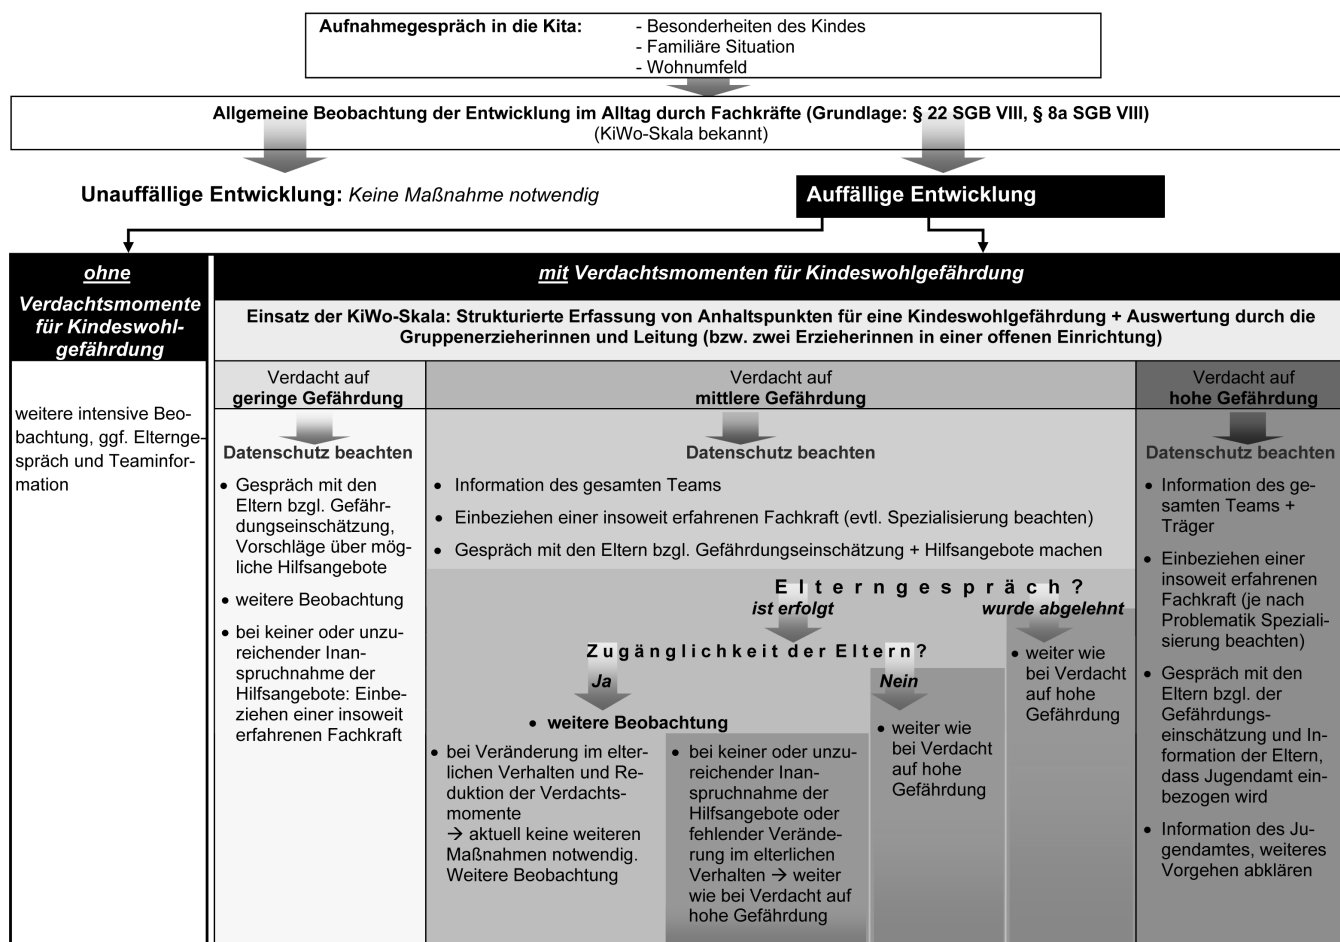 Aufnahmegespräch in die Kita: - Besonderheiten des Kindes
- Familiäre Situation
- Wohnumfeld
Allgemeine Beobachtung der Entwicklung im Alltag durch Fachkräfte (Grundlage: § 22 SGB VIII, § 8a SGB VIII)
(KiWo-Skala bekannt)
Unauffällige Entwicklung: Keine Maßnahme notwendig
Auffällige Entwicklung
ohne
Verdachtsmomente
für Kindeswohl-
gefährdung
weitere intensive Beo-
bachtung, ggf. Elternge-
spräch und Teaminfor-
mation
mit Verdachtsmomenten für Kindeswohlgefährdung
Einsatz der KiWo-Skala: Strukturierte Erfassung von Anhaltspunkten für eine Kindeswohlgefährdung + Auswertung durch die
Gruppenerzieherinnen und Leitung (bzw. zwei Erzieherinnen in einer offenen Einrichtung)
Verdacht auf
geringe Gefährdung
Datenschutz beachten
• Gespräch mit den
Eltern bzgl. Gefähr-
dungseinschätzung,
Vorschläge über mög-
liche Hilfsangebote
• weitere Beobachtung
• bei keiner oder unzu-
reichender Inan-
spruchnahme der
Hilfsangebote: Einbe-
ziehen einer insoweit
erfahrenen Fachkraft
Verdacht auf
mittlere Gefährdung
Datenschutz beachten
• Information des gesamten Teams
• Einbeziehen einer insoweit erfahrenen Fachkraft (evtl. Spezialisierung beachten)
• Gespräch mit den Eltern bzgl. Gefährdungseinschätzung + Hilfsangebote machen
Elterngespräch?
ist erfolgt wurde abgelehnt
Zugänglichkeit der Eltern?
Ja Nein
• weitere Beobachtung
• bei Veränderung im elter-
lichen Verhalten und Re-
duktion der Verdachts-
momente
→ aktuell keine weiteren
Maßnahmen notwendig.
Weitere Beobachtung
• bei keiner oder unzu-
reichender Inan-
spruchnahme der
Hilfsangebote oder
fehlender Verände-
rung im elterlichen
Verhalten → weiter
wie bei Verdacht auf
hohe Gefährdung
• weiter wie
bei Verdacht
auf hohe
Gefährdung
• weiter wie
bei Verdacht
auf hohe
Gefährdung
Verdacht auf
hohe Gefährdung
Datenschutz beachten
• Information des ge-
samten Teams +
Träger
• Einbeziehen einer
insoweit erfahrenen
Fachkraft (je nach
Problematik Speziali-
sierung beachten)
• Gespräch mit den
Eltern bzgl. der
Gefährdungs-
einschätzung und In-
formation der Eltern,
dass Jugendamt ein-
bezogen wird
• Information des Ju-
gendamtes, weiteres
Vorgehen abklären